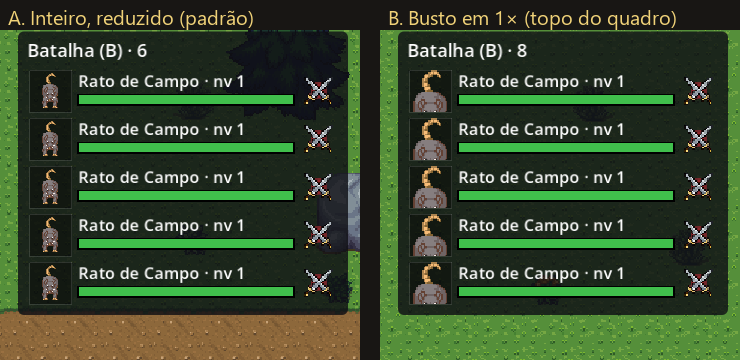 A. Inteiro, reduzido (padrão)
Batalha (B) · 6
Rato de Campo · nv 1
Rato de Campo · nv 1
Rato de Campo · nv 1
Rato de Campo · nv 1
Rato de Campo · nv 1
B. Busto em 1× (topo do quadro)
Batalha (B) · 8
Rato de Campo · nv 1
Rato de Campo · nv 1
Rato de Campo · nv 1
Rato de Campo · nv 1
Rato de Campo · nv 1